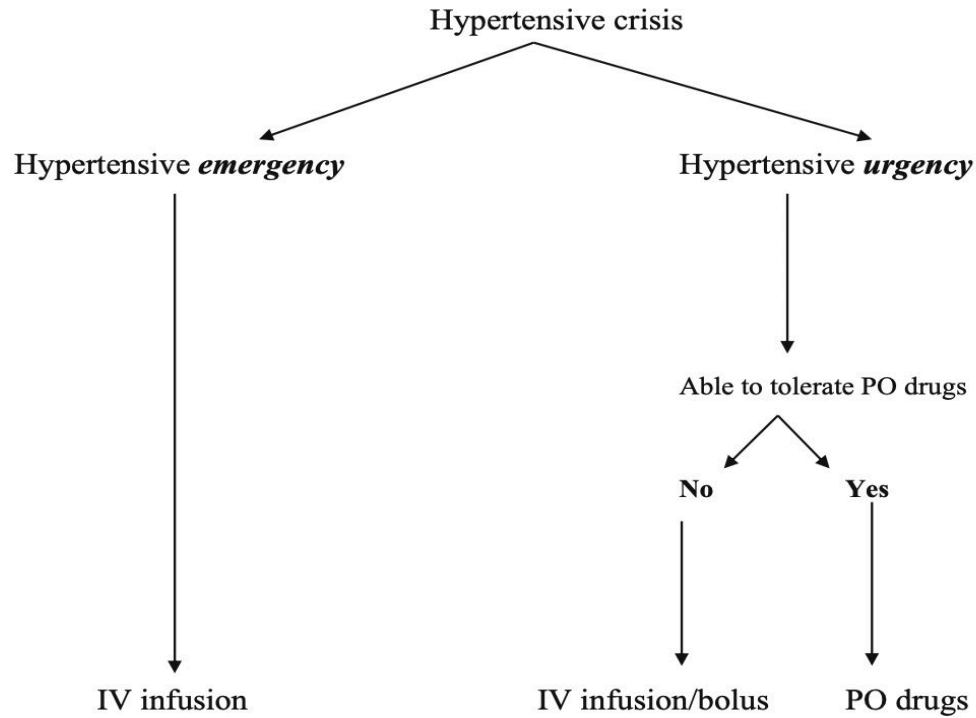 Hypertensive crisis
Hypertensive emergency
Hypertensive urgency
Able to tolerate PO drugs
No
Yes
IV infusion
IV infusion/bolus
PO drugs